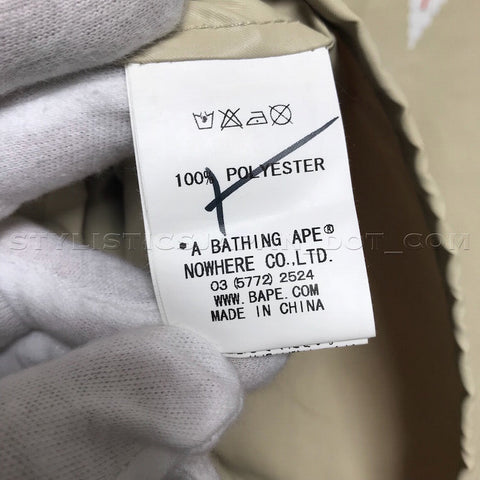 100% POLYESTER
*A BATHING APE®
NOWHERE CO.,LTD.
03 (5772) 2524
WWW.BAPE.COM
MADE IN CHINA